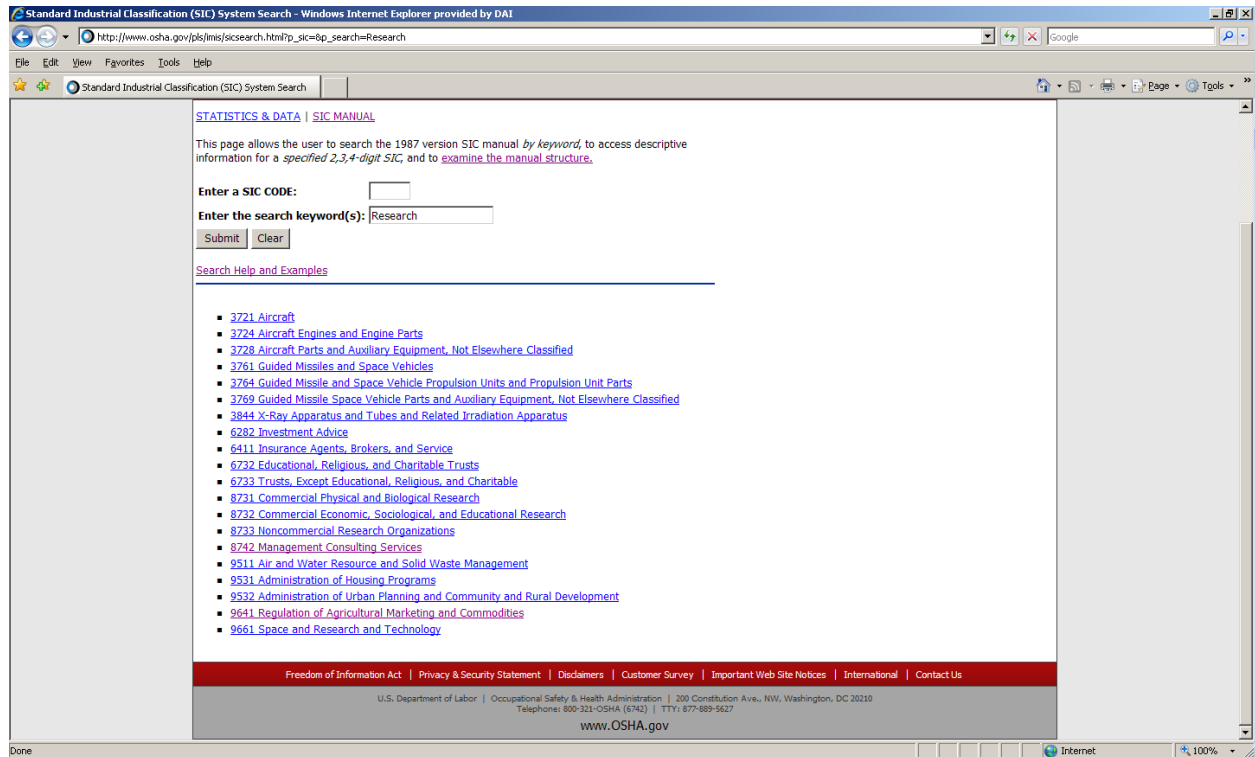 Standard Industrial Classification (SIC) System Search - Windows Internet Explorer provided by DAI
http://www.osha.gov/pls/imis/sicsearch.html?p_sic=&p_search=Research
Google
File Edit View Favorites Tools Help
Standard Industrial Classification (SIC) System Search
Page Tools »
STATISTICS & DATA | SIC MANUAL
This page allows the user to search the 1987 version SIC manual by keyword, to access descriptive
information for a specified 2,3,4-digit SIC, and to examine the manual structure.
Enter a SIC CODE:
Enter the search keyword(s): Research
Submit Clear
Search Help and Examples
3721 Aircraft
3724 Aircraft Engines and Engine Parts
3728 Aircraft Parts and Auxiliary Equipment, Not Elsewhere Classified
3761 Guided Missiles and Space Vehicles
3764 Guided Missile and Space Vehicle Propulsion Units and Propulsion Unit Parts
3769 Guided Missile Space Vehicle Parts and Auxiliary Equipment, Not Elsewhere Classified
3844 X-Ray Apparatus and Tubes and Related Irradiation Apparatus
6282 Investment Advice
6411 Insurance Agents, Brokers, and Service
6732 Educational, Religious, and Charitable Trusts
6733 Trusts, Except Educational, Religious, and Charitable
8731 Commercial Physical and Biological Research
8732 Commercial Economic, Sociological, and Educational Research
8733 Noncommercial Research Organizations
8742 Management Consulting Services
9511 Air and Water Resource and Solid Waste Management
9531 Administration of Housing Programs
9532 Administration of Urban Planning and Community and Rural Development
9641 Regulation of Agricultural Marketing and Commodities
9661 Space and Research and Technology
Freedom of Information Act | Privacy & Security Statement | Disclaimers | Customer Survey | Important Web Site Notices | International | Contact Us
U.S. Department of Labor | Occupational Safety & Health Administration | 200 Constitution Ave., NW, Washington, DC 20210
Telephone: 800-321-OSHA (6742) | TTY: 877-889-5627
www.OSHA.gov
Done
Internet
100%